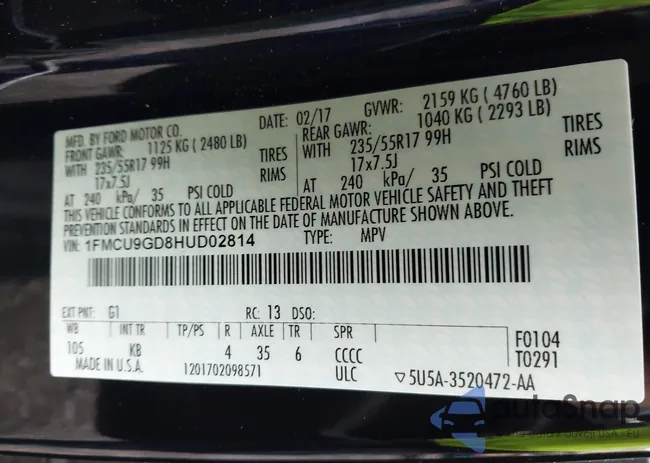 MFD. BY FORD MOTOR CO.
DATE: 02/17
GVWR: 2159 KG ( 4760 LB)
FRONT GAWR: 1125 KG ( 2480 LB)
REAR GAWR: 1040 KG ( 2293 LB)
WITH 235/55R17 99H TIRES
WITH 235/55R17 99H TIRES
17x7.5J RIMS
17x7.5J RIMS
AT 240 kPa/ 35 PSI COLD
AT 240 kPa/ 35 PSI COLD
THIS VEHICLE CONFORMS TO ALL APPLICABLE FEDERAL MOTOR VEHICLE SAFETY AND THEFT
PREVENTION STANDARDS IN EFFECT ON THE DATE OF MANUFACTURE SHOWN ABOVE.
VIN: 1FMCU9GD8HUD02814 TYPE: MPV
EXT PNT: G1 RC: 13 DSO:
WB INT TR TP/PS R AXLE TR SPR
105 KB 4 35 6 CCCC
F0104
T0291
MADE IN U.S.A. 1201702098571 ULC ▽5U5A-3520472-AA
AutoSnap